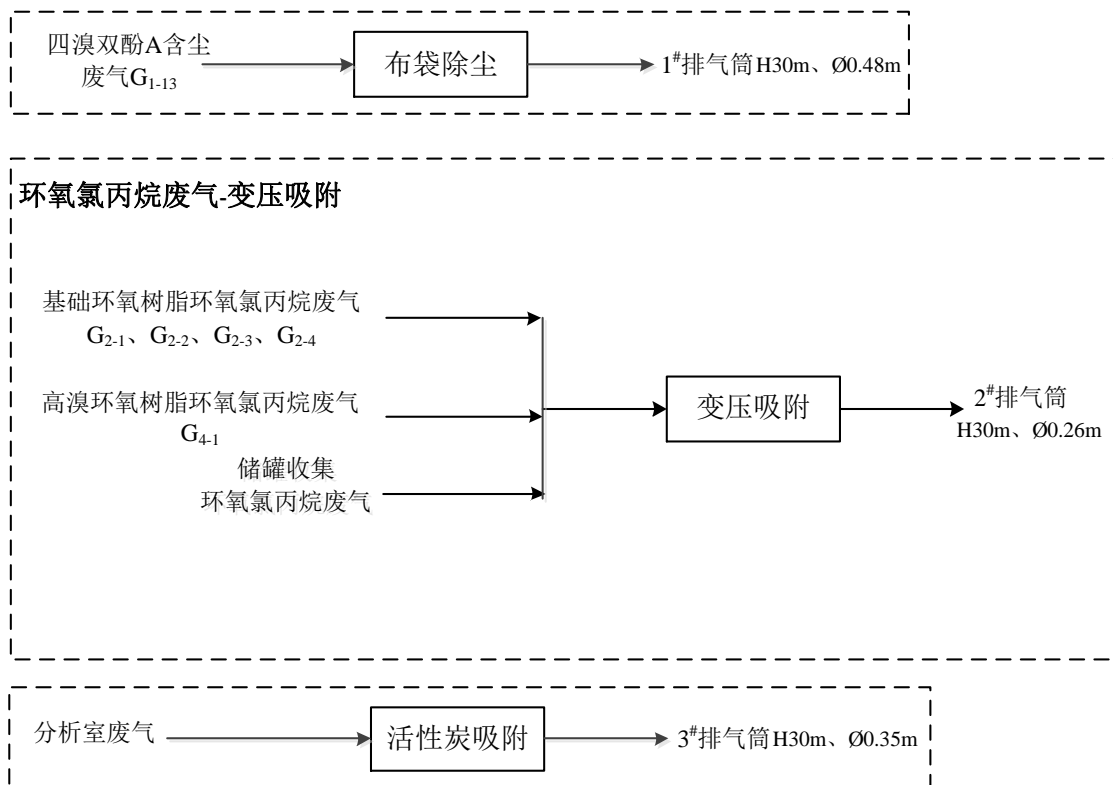 四溴双酚A含尘
废气G1-13
布袋除尘
1#排气筒H30m、Ø0.48m
环氧氯丙烷废气-变压吸附
基础环氧树脂环氧氯丙烷废气
G2-1、G2-2、G2-3、G2-4
高溴环氧树脂环氧氯丙烷废气
G4-1
储罐收集
环氧氯丙烷废气
变压吸附
2#排气筒
H30m、Ø0.26m
分析室废气
活性炭吸附
3#排气筒H30m、Ø0.35m